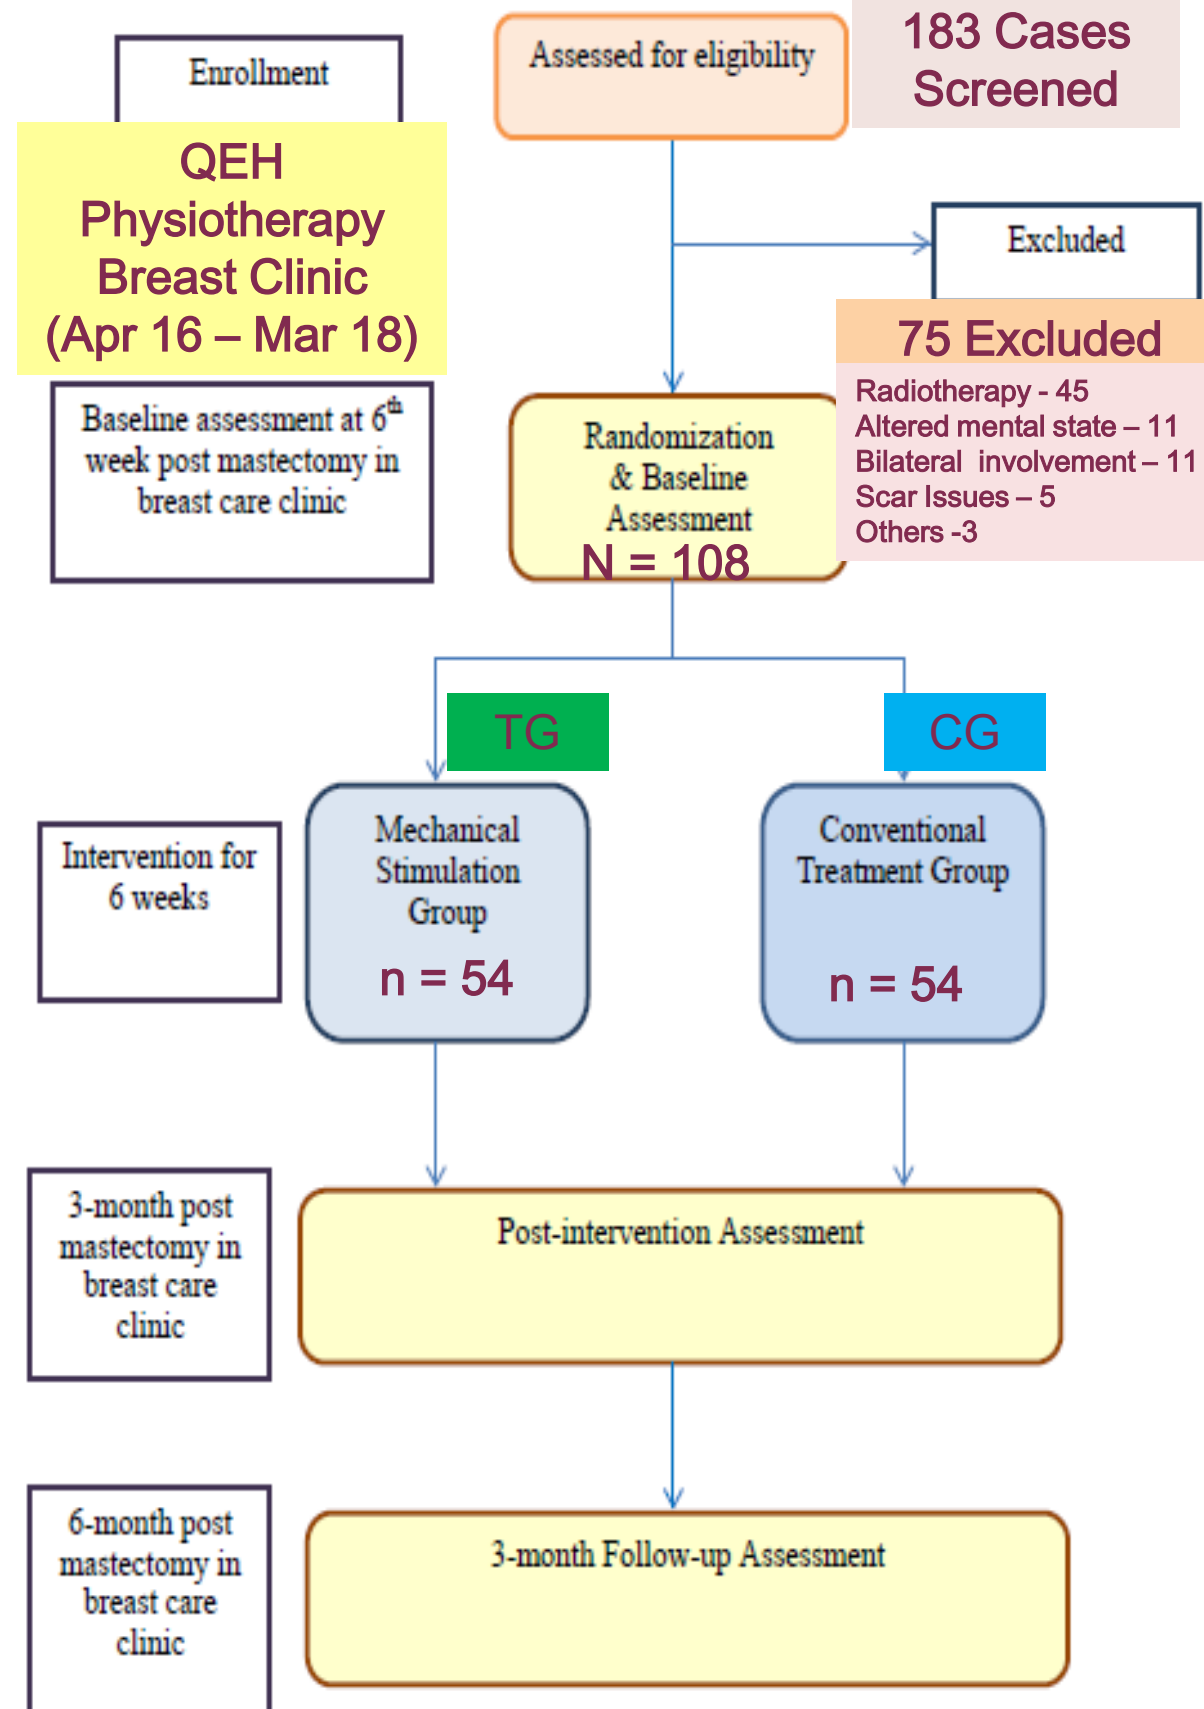 Assessed for eligibility
183 Cases
Screened
Enrollment
QEH
Physiotherapy
Breast Clinic
(Apr 16 – Mar 18)
Excluded
75 Excluded
Radiotherapy - 45
Altered mental state – 11
Bilateral  involvement – 11
Scar Issues – 5
Others -3
Baseline assessment at 6th
week post mastectomy in
breast care clinic
Randomization
& Baseline
Assessment
N = 108
TG
CG
Intervention for
6 weeks
Mechanical
Stimulation
Group
n = 54
Conventional
Treatment Group
n = 54
3-month post
mastectomy in
breast care
clinic
Post-intervention Assessment
6-month post
mastectomy in
breast care
clinic
3-month Follow-up Assessment